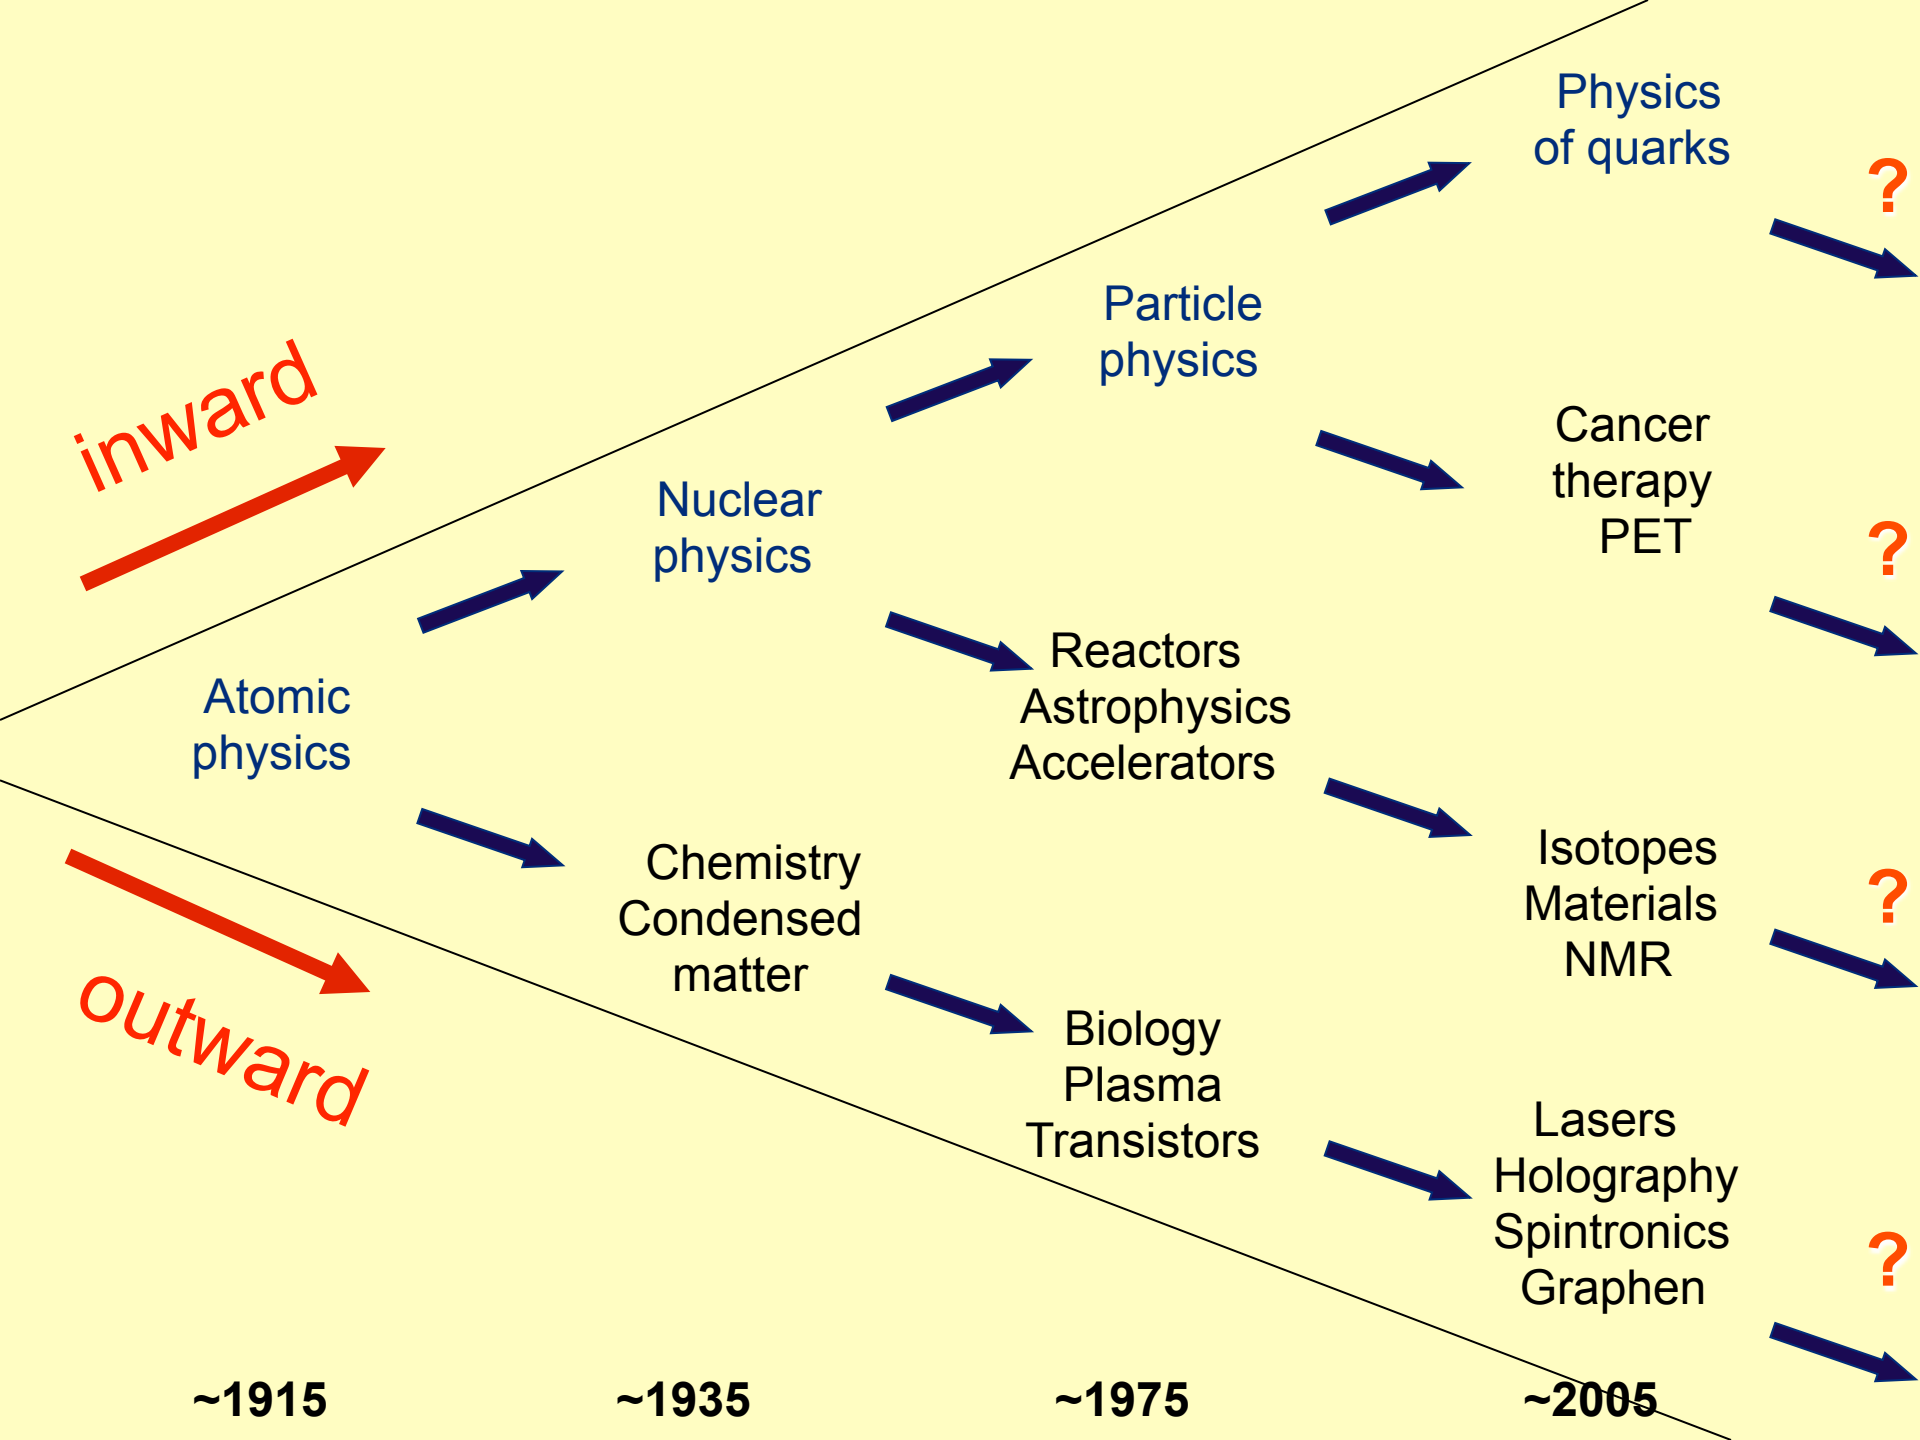 Physics
of quarks
?
Particle
physics
inward
Cancer
therapy
PET
?
Nuclear
physics
Reactors
Astrophysics
Accelerators
Atomic
physics
Chemistry
Condensed
matter
Isotopes
Materials
NMR
?
outward
Biology
Plasma
Transistors
Lasers
Holography
Spintronics
Graphen
?
~1915
~1935
~1975
~2005